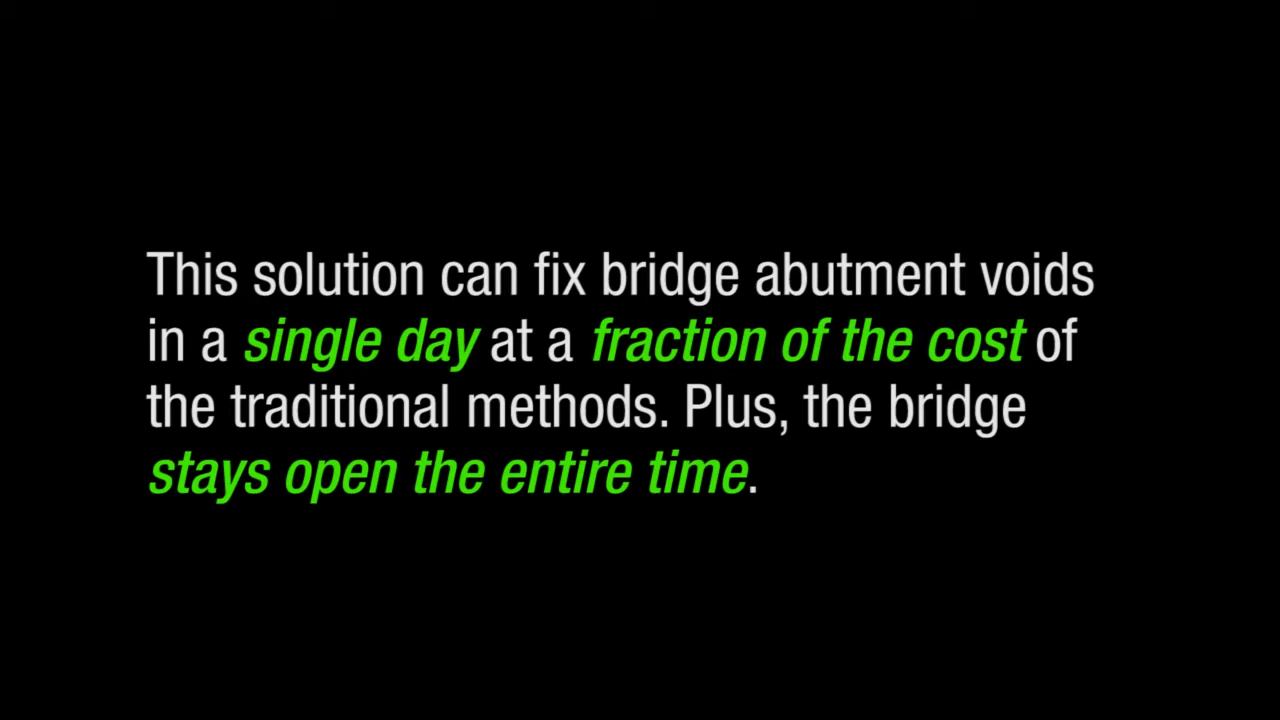 This solution can fix bridge abutment voids
in a single day at a fraction of the cost of
the traditional methods. Plus, the bridge
stays open the entire time.